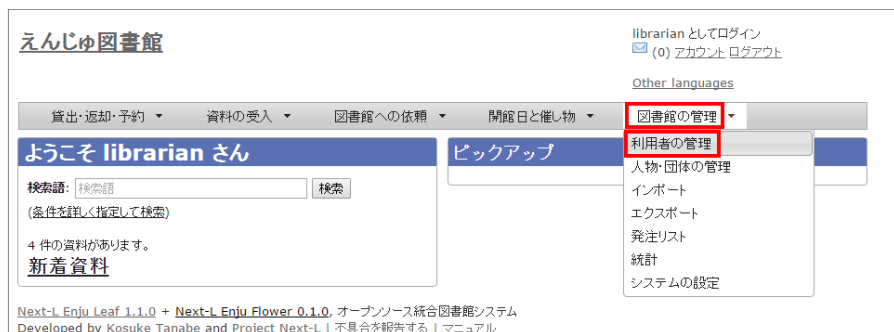 えんじゅ図書館
librarian としてログイン
(0) アカウント ログアウト
Other languages
貸出・返却・予約 ▼ 資料の受入 ▼ 図書館への依頼 ▼ 開館日と催し物 ▼ 図書館の管理 ▼
ようこそ librarian さん
ピックアップ
検索語: 検索語 検索
(条件を詳しく指定して検索)
4 件の資料があります。
新着資料
利用者の管理
人物・団体の管理
インポート
エクスポート
発注リスト
統計
システムの設定
Next-L Enju Leaf 1.1.0 + Next-L Enju Flower 0.1.0, オープンソース統合図書館システム
Developed by Kosuke Tanabe and Project Next-L | 不具合を報告する | マニュアル